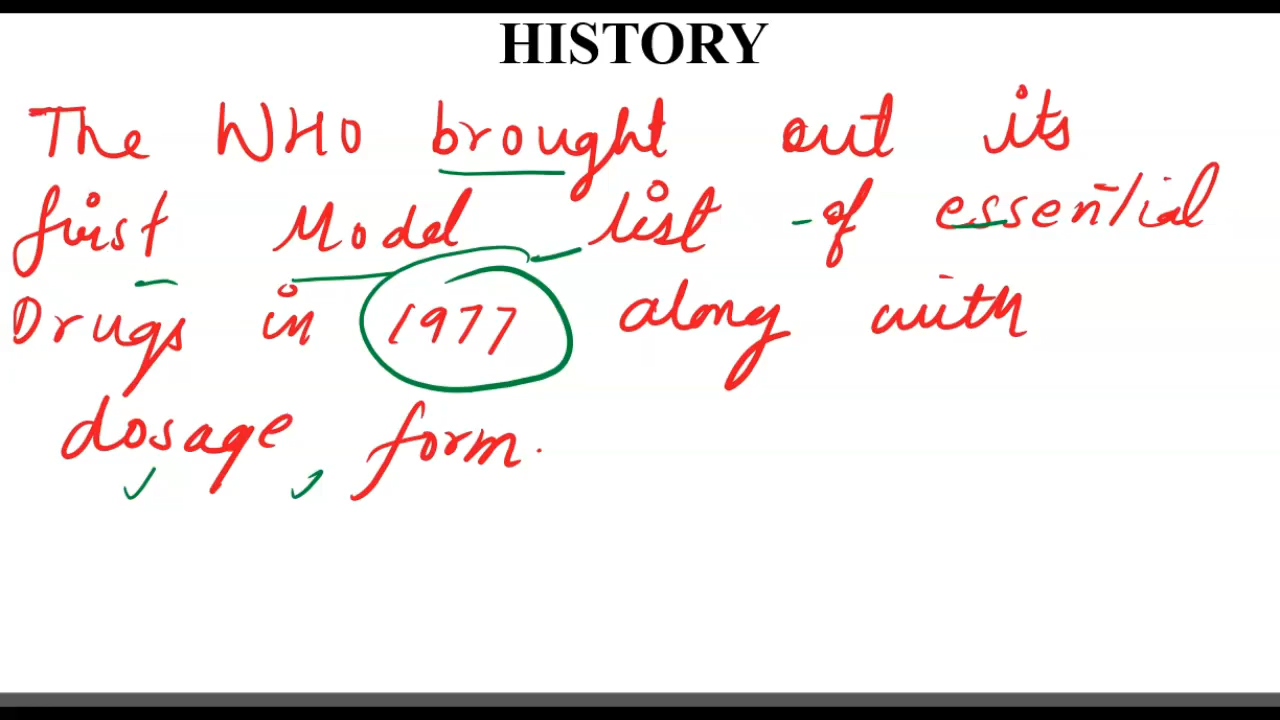 HISTORY
The WHO brought out its
first Model list of essential
Drugs in 1977 along with
dosage form.